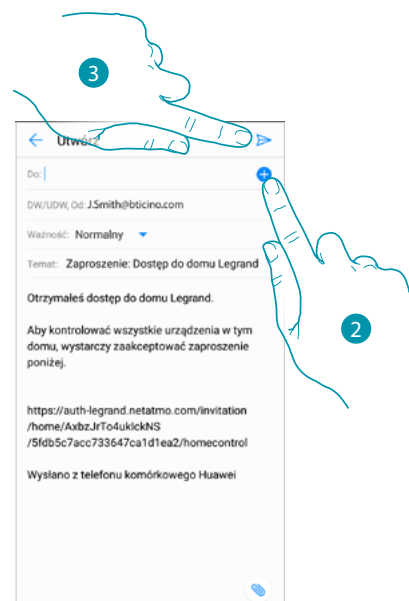 3
Utwórz
Do:
DW/UDW, Od: J.Smith@bticino.com
Ważność: Normalny
Temat: Zaproszenie: Dostęp do domu Legrand
Otrzymałeś dostęp do domu Legrand.
Aby kontrolować wszystkie urządzenia w tym
domu, wystarczy zaakceptować zaproszenie
poniżej.
2
https://auth-legrand.netatmo.com/invitation
/home/AxbzJrTo4uklckNS
/5fdb5c7acc733647ca1d1ea2/homecontrol
Wysłano z telefonu komórkowego Huawei